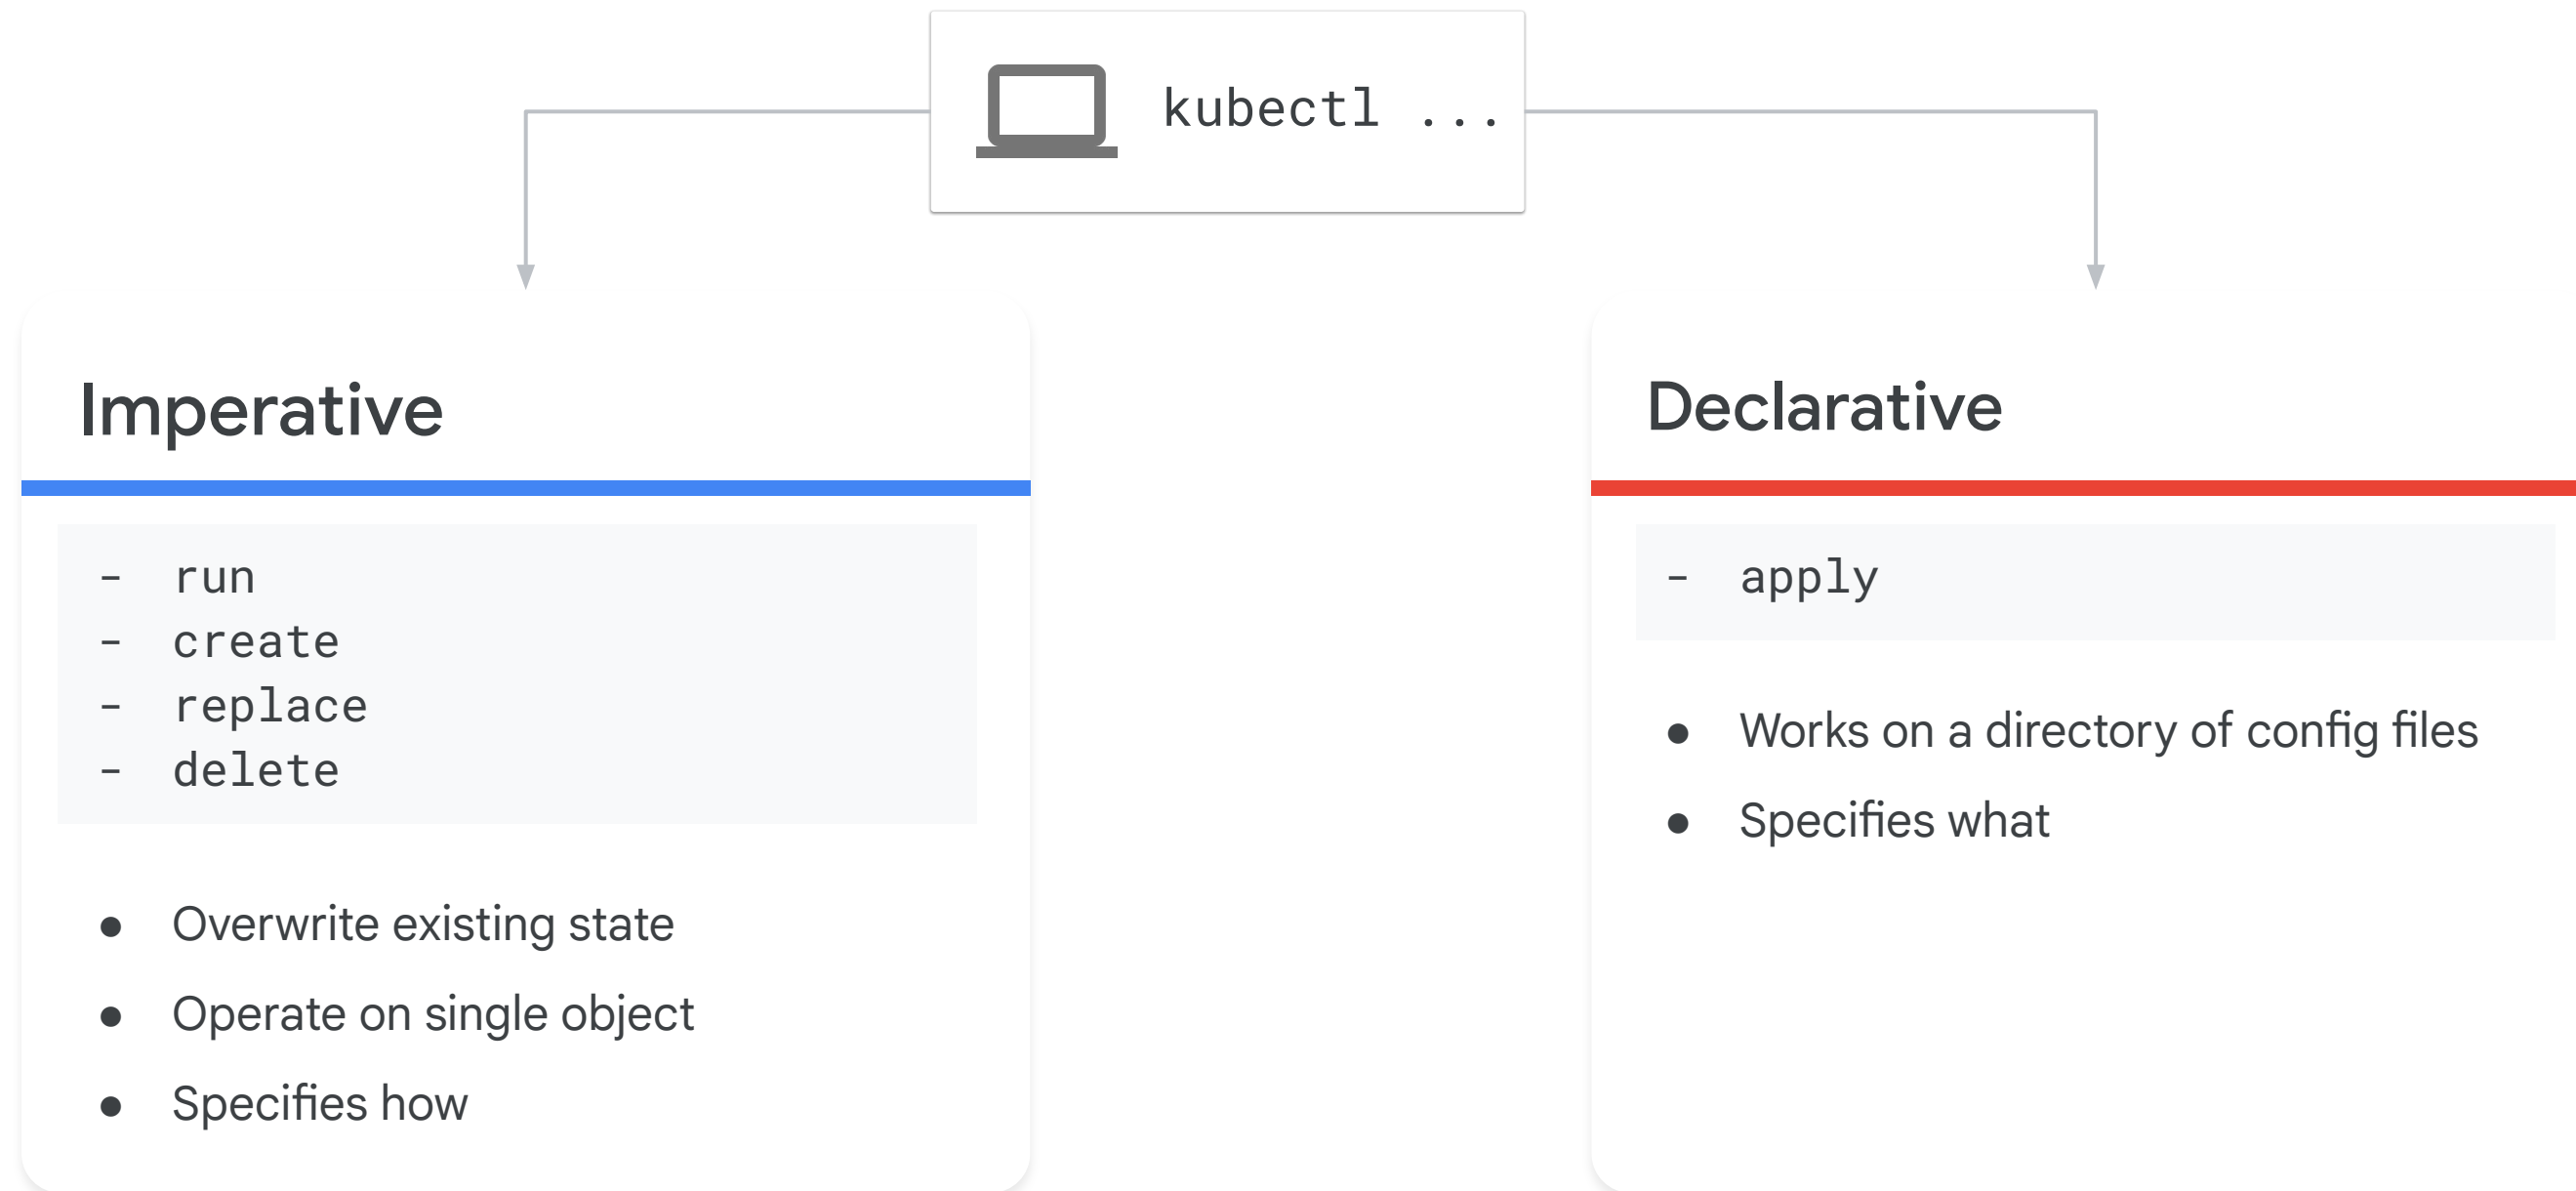 kubectl ...
Imperative
- run
- create
- replace
- delete
● Overwrite existing state
● Operate on single object
● Specifies how
Declarative
- apply
● Works on a directory of config files
● Specifies what